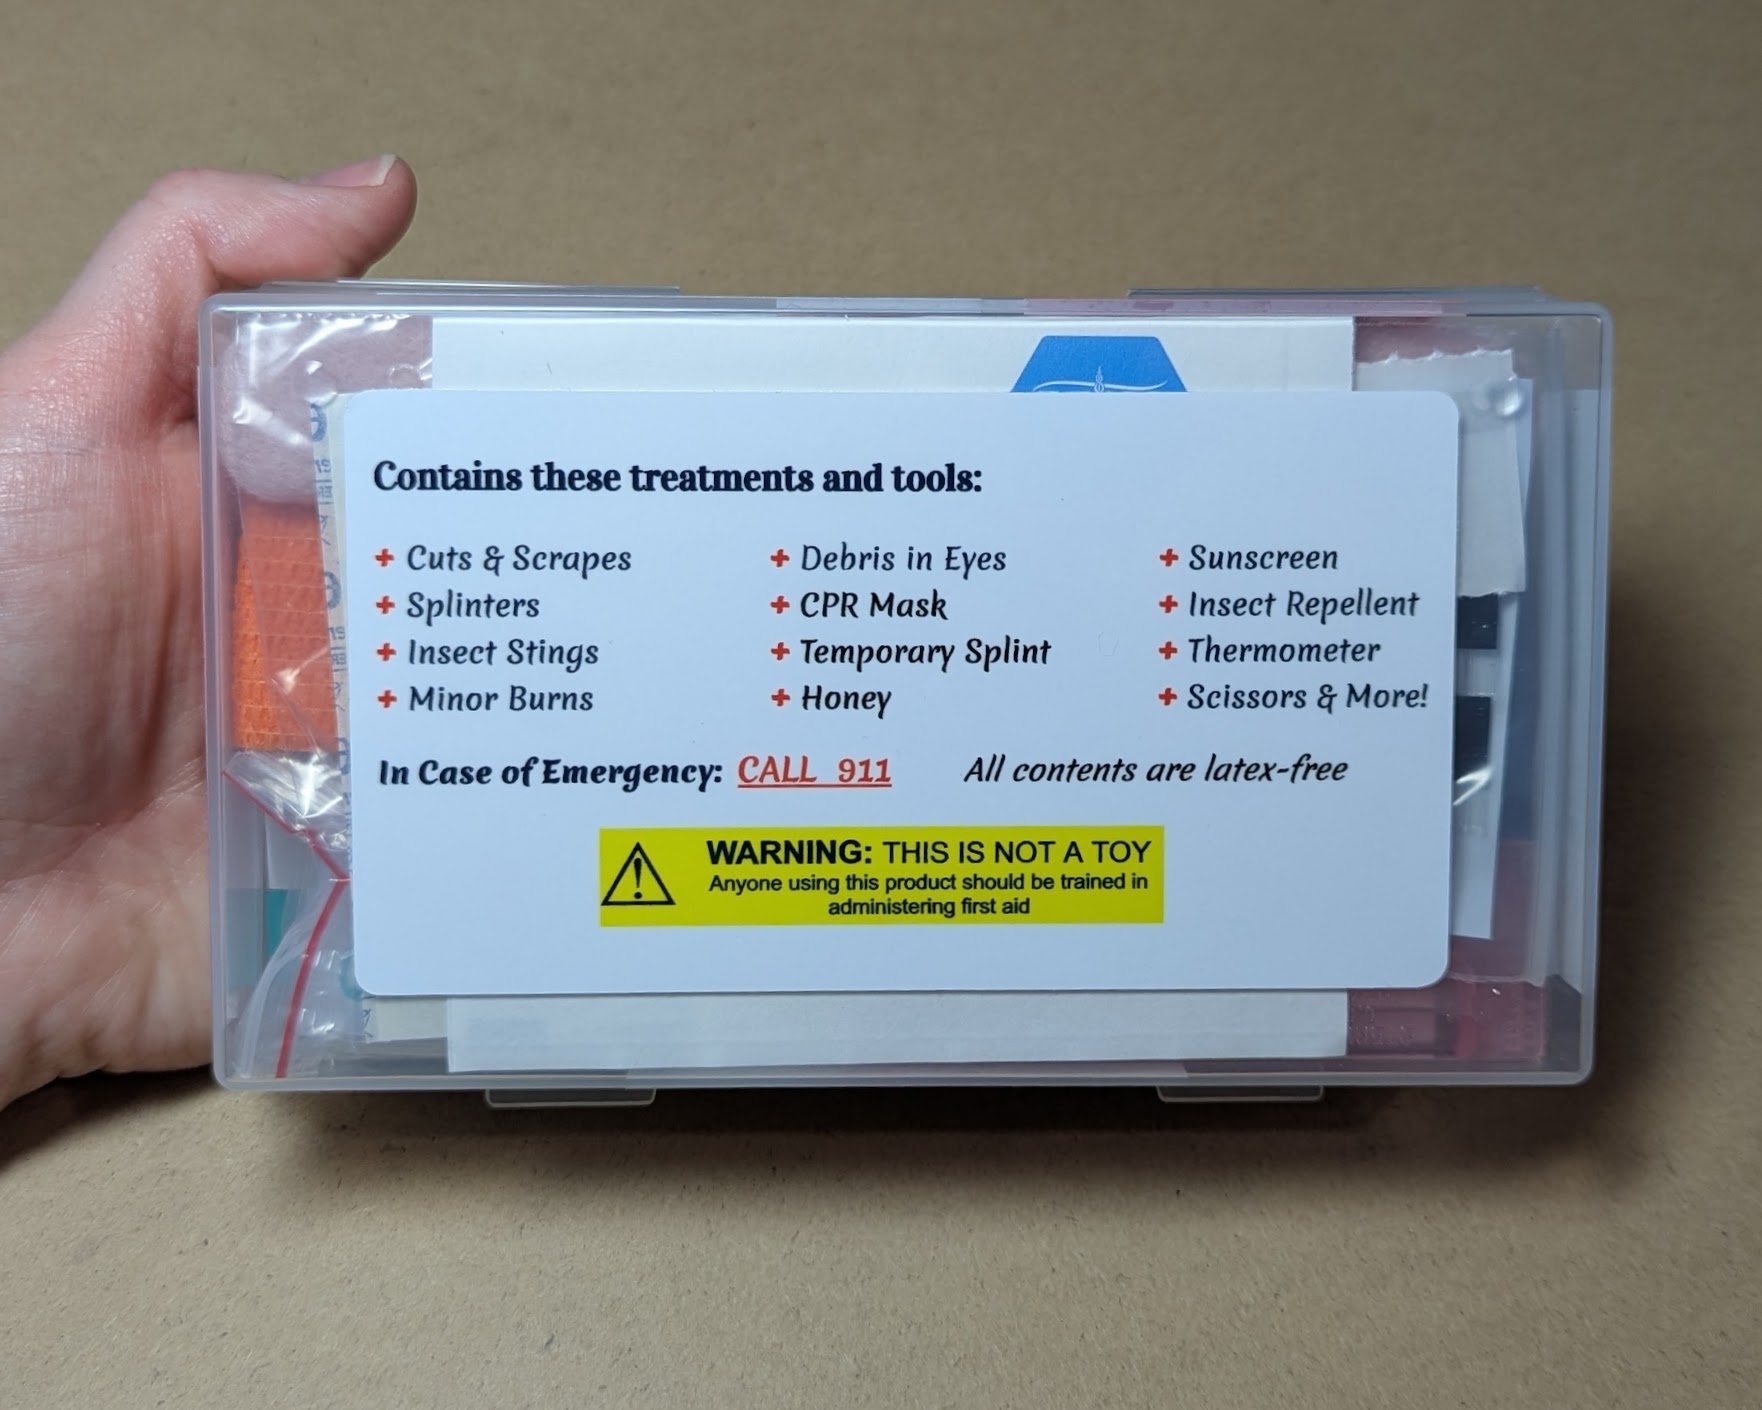 Contains these treatments and tools:
+ Cuts & Scrapes
+ Splinters
+ Insect Stings
+ Minor Burns
+ Debris in Eyes
+ CPR Mask
+ Temporary Splint
+ Honey
+ Sunscreen
+ Insect Repellent
+ Thermometer
+ Scissors & More!
In Case of Emergency: CALL 911
All contents are latex-free
WARNING: THIS IS NOT A TOY
Anyone using this product should be trained in
administering first aid